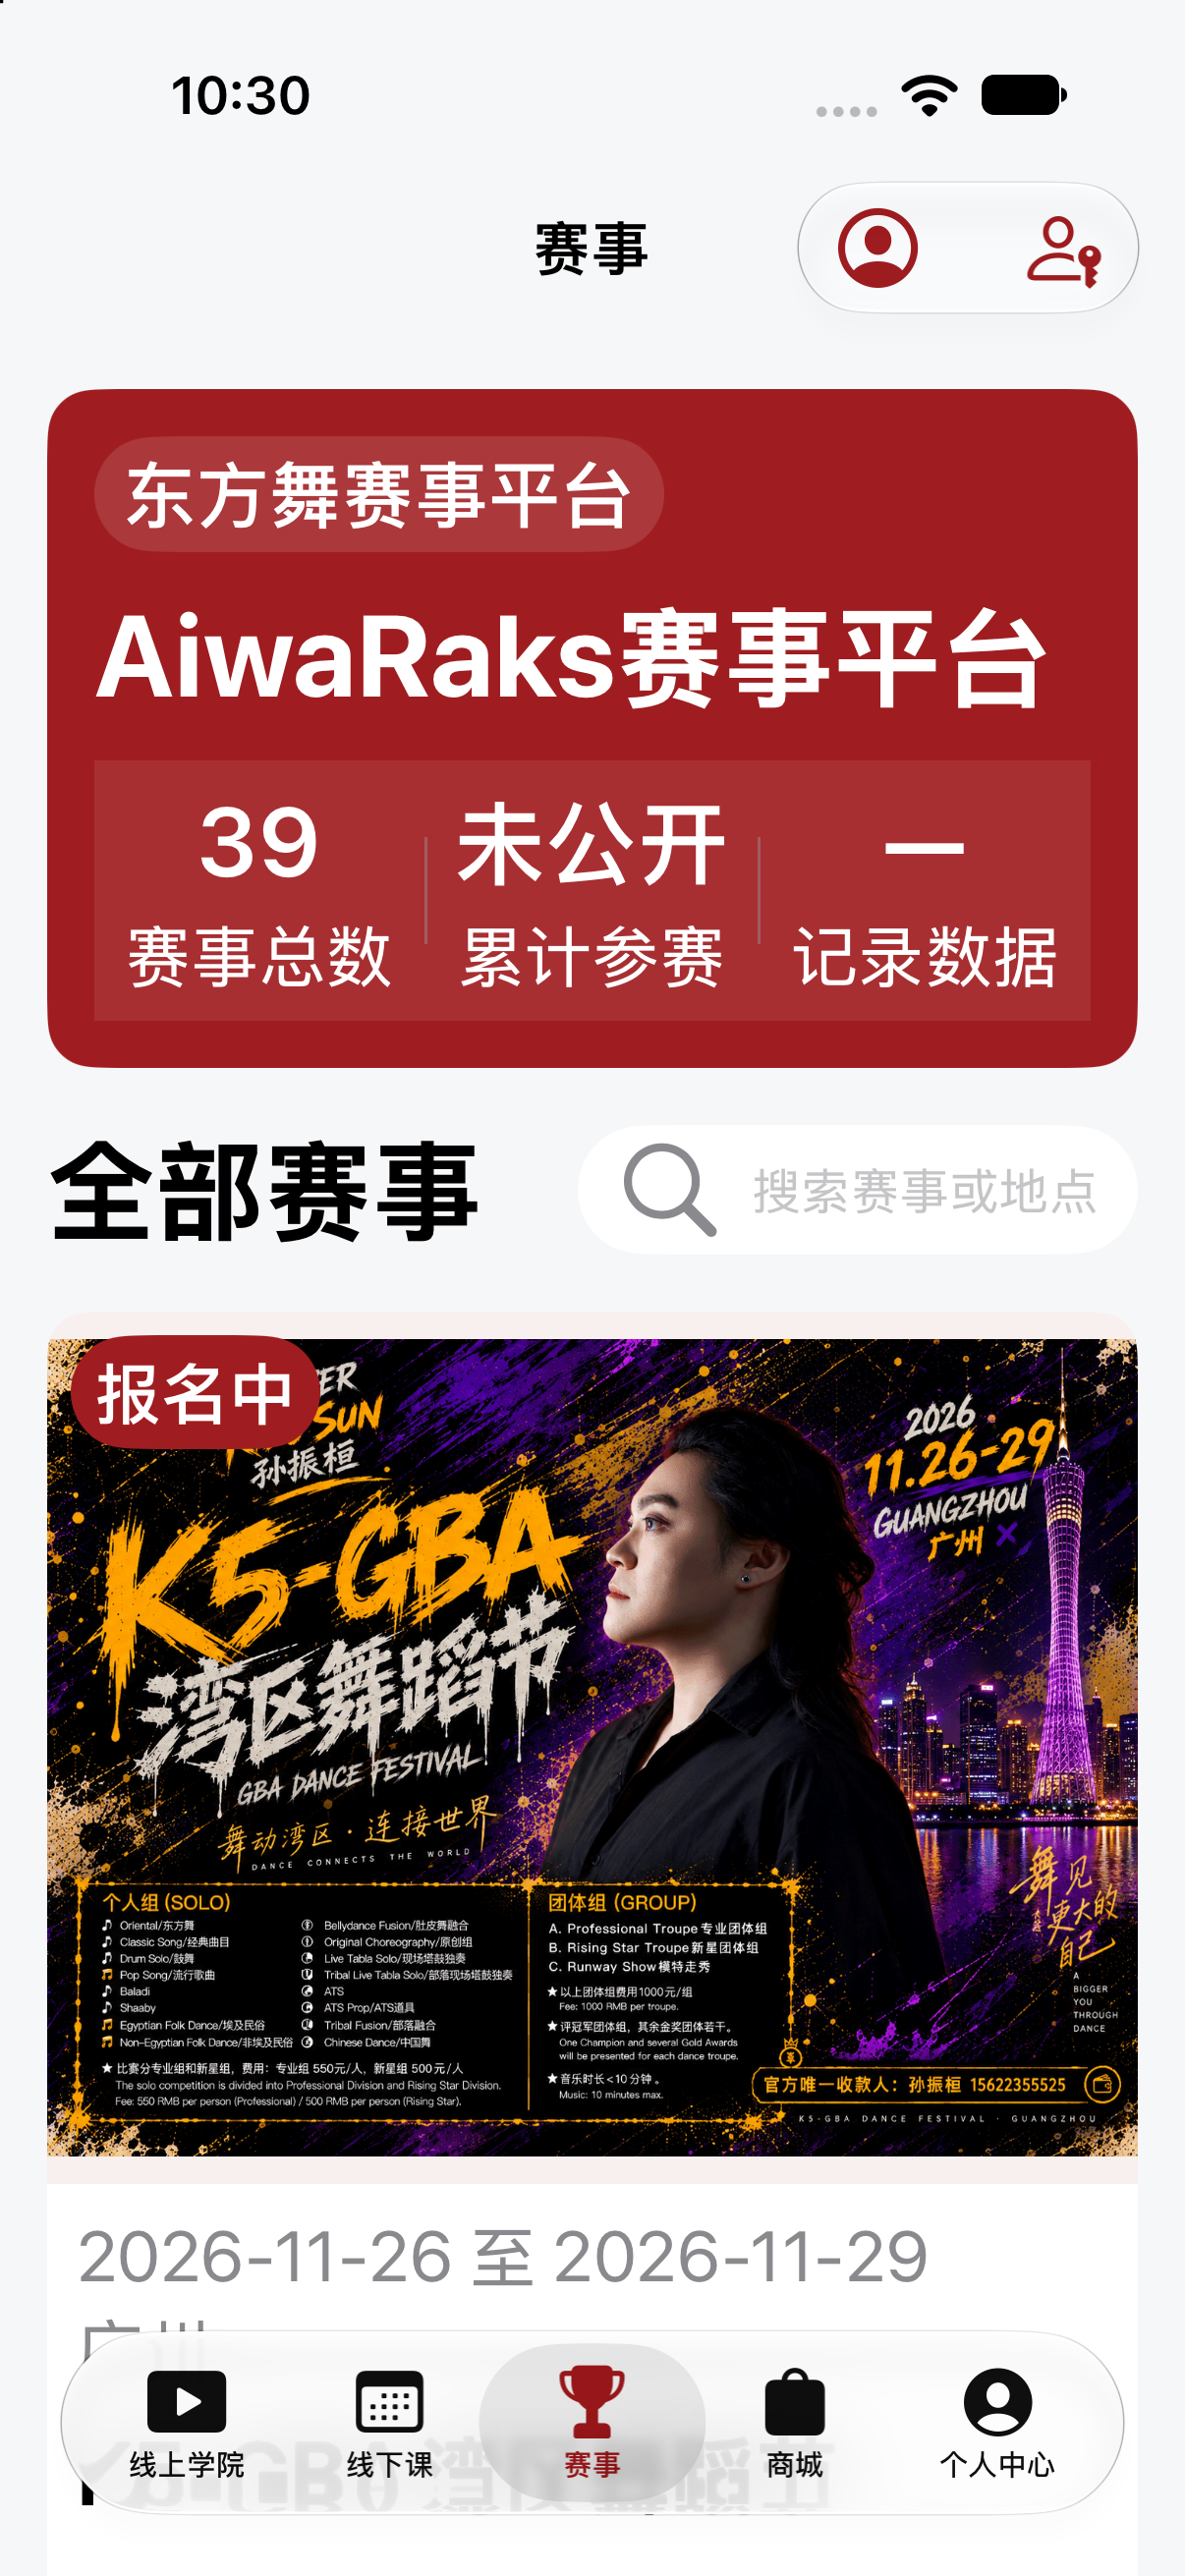 10:30
赛事
东方舞赛事平台
AiwaRaks赛事平台
39
未公开
—
赛事总数
累计参赛
记录数据
全部赛事
搜索赛事或地点
报名中
ER
SUN
孙振桓
K5-GBA
湾区舞蹈节
GBA DANCE FESTIVAL
舞动湾区 · 连接世界
DANCE CONNECTS THE WORLD
2026
11.26-29
GUANGZHOU
广州
舞见
更大的
自己
A
BIGGER
YOU
THROUGH
DANCE
个人组 (SOLO)
Oriental/东方舞
Classic Song/经典曲目
Drum Solo/鼓舞
Pop Song/流行歌曲
Baladi
Shaaby
Egyptian Folk Dance/埃及民俗
Non-Egyptian Folk Dance/非埃及民俗
Bellydance Fusion/肚皮舞融合
Original Choreography/原创组
Live Tabla Solo/现场塔鼓独奏
Tribal Live Tabla Solo/部落现场塔鼓独奏
ATS
ATS Prop/ATS道具
Tribal Fusion/部落融合
Chinese Dance/中国舞
★ 比赛分专业组和新星组，费用：专业组 550元/人，新星组 500元/人
The solo competition is divided into Professional Division and Rising Star Division.
Fee: 550 RMB per person (Professional) / 500 RMB per person (Rising Star).
团体组 (GROUP)
A. Professional Troupe 专业团体组
B. Rising Star Troupe 新星团体组
C. Runway Show 模特走秀
★ 以上团体组费用1000元/组
Fee: 1000 RMB per troupe.
★ 评冠军团体组，其余金奖团体若干。
One Champion and several Gold Awards
will be presented for each dance troupe.
★ 音乐时长<10分钟。
Music: 10 minutes max.
官方唯一收款人：孙振桓 15622355525
K5-GBA DANCE FESTIVAL · GUANGZHOU
2026-11-26 至 2026-11-29
广州
线上学院
线下课
赛事
商城
个人中心